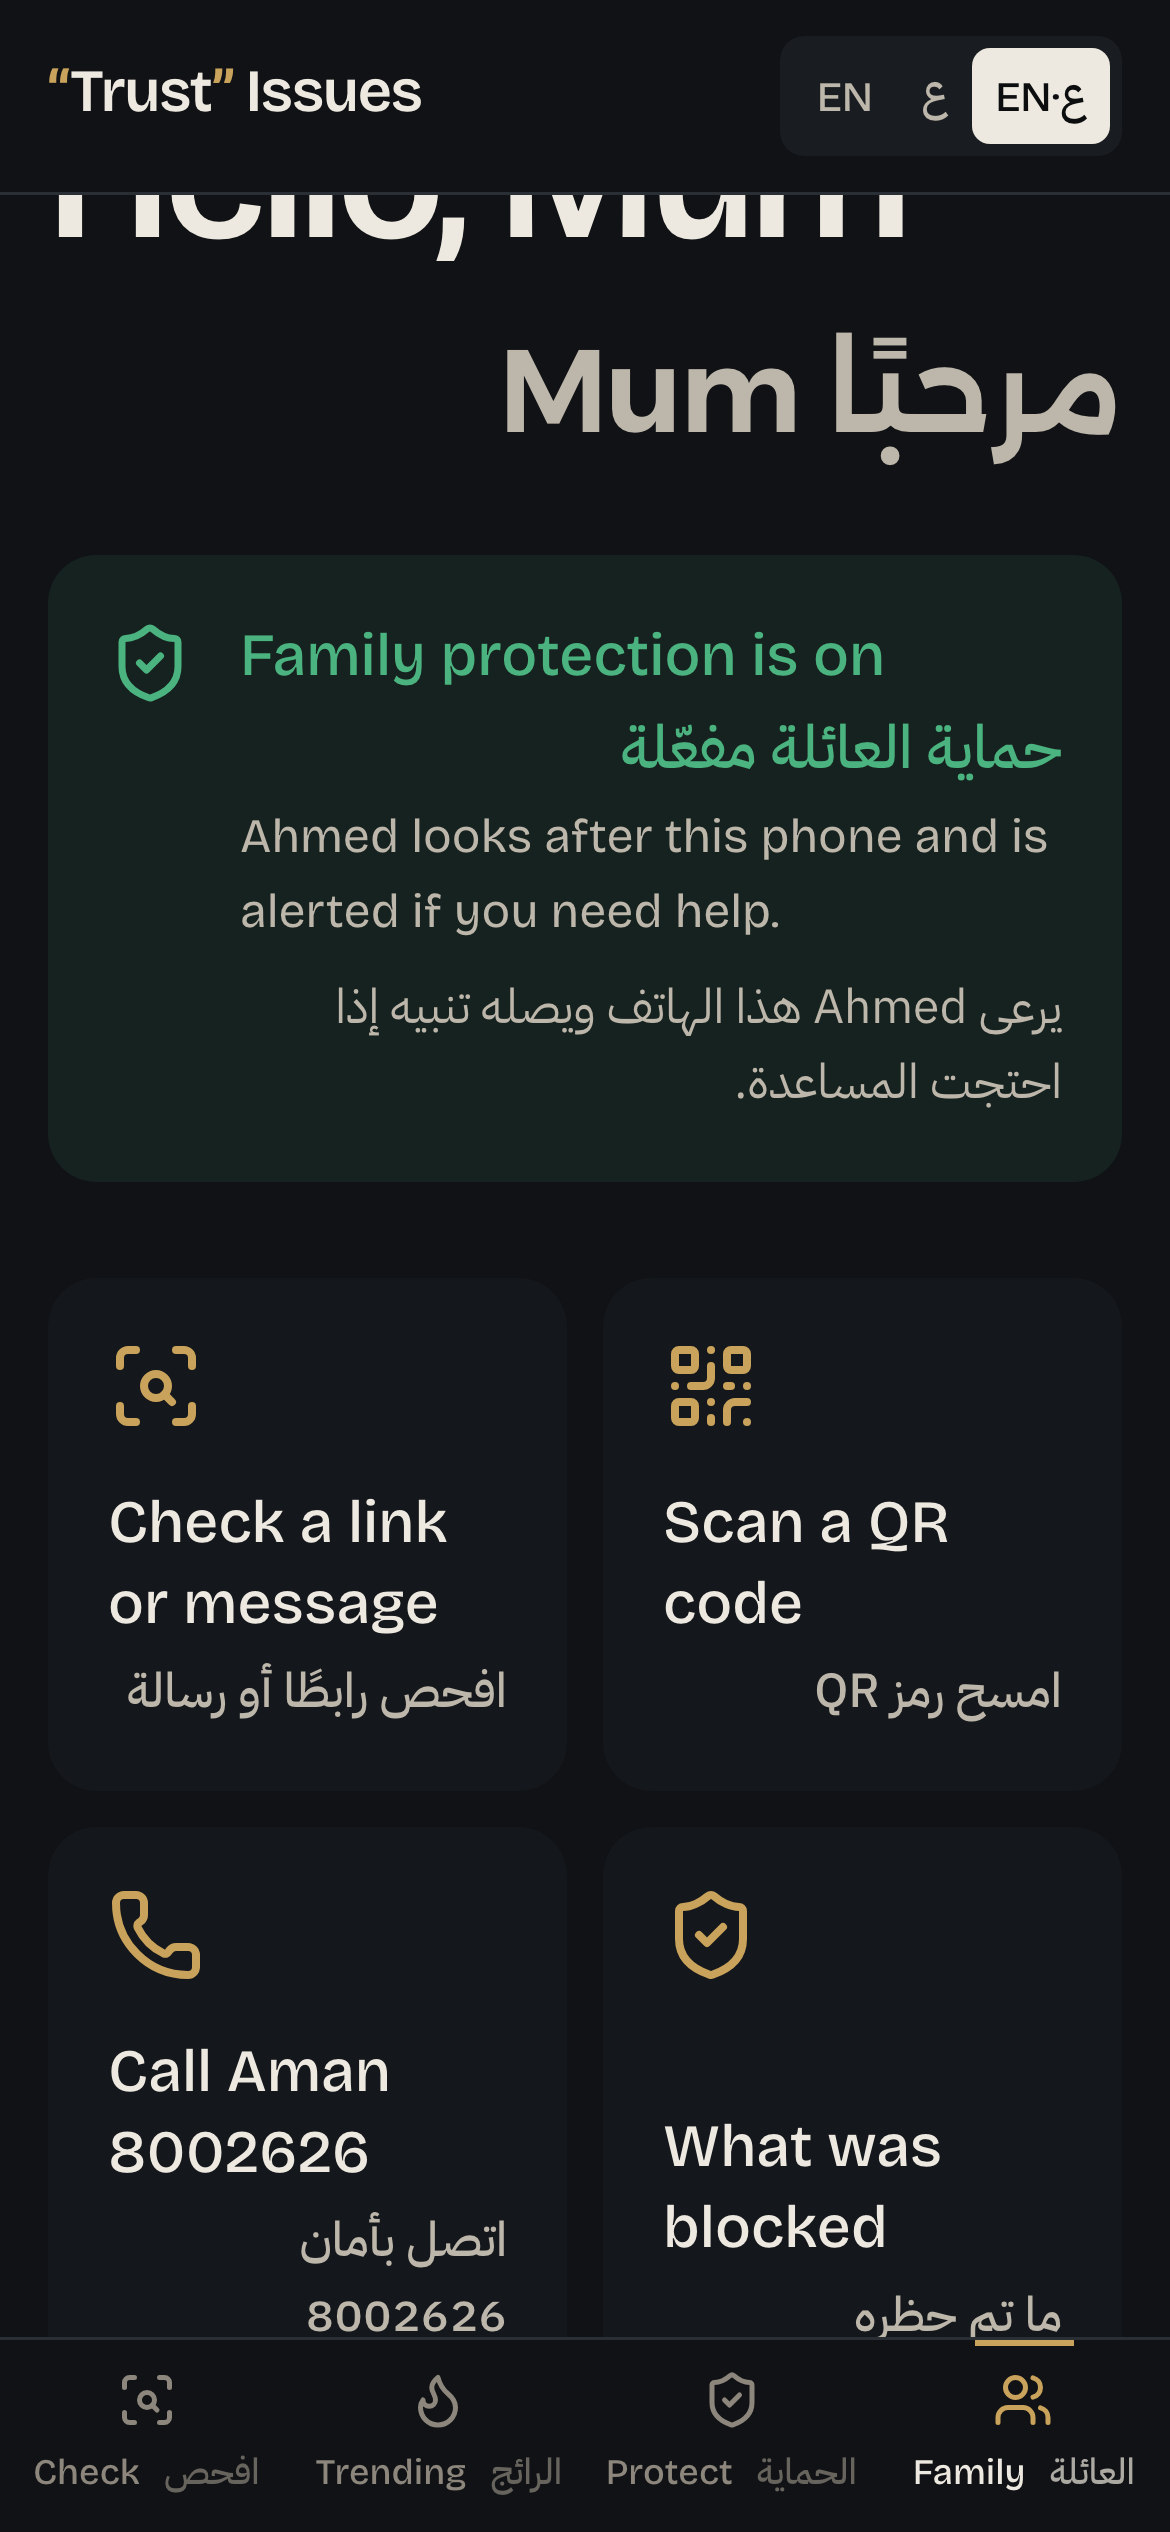 “Trust” Issues
EN ع EN·ع
Hello, Mum
مرحبًا Mum
Family protection is on
حماية العائلة مفعّلة
Ahmed looks after this phone and is
alerted if you need help.
يرعى Ahmed هذا الهاتف ويصله تنبيه إذا
احتجت المساعدة.
Check a link
or message
افحص رابطًا أو رسالة
Scan a QR
code
امسح رمز QR
Call Aman
8002626
اتصل بأمان
8002626
What was
blocked
ما تم حظره
Check افحص
Trending الرائج
Protect الحماية
Family العائلة